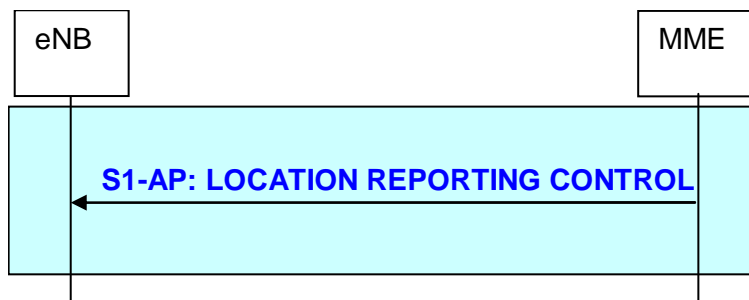 eNB
MME
S1-AP: LOCATION REPORTING CONTROL